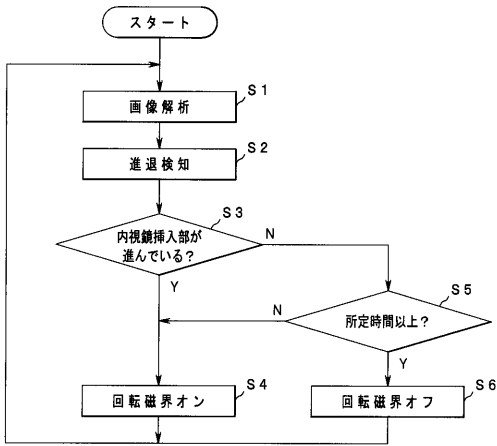 スタート
S1
画像解析
S2
進退検知
S3
内視鏡挿入部が
進んでいる?
N
Y
S5
所定時間以上?
N
Y
S4
回転磁界オン
S6
回転磁界オフ